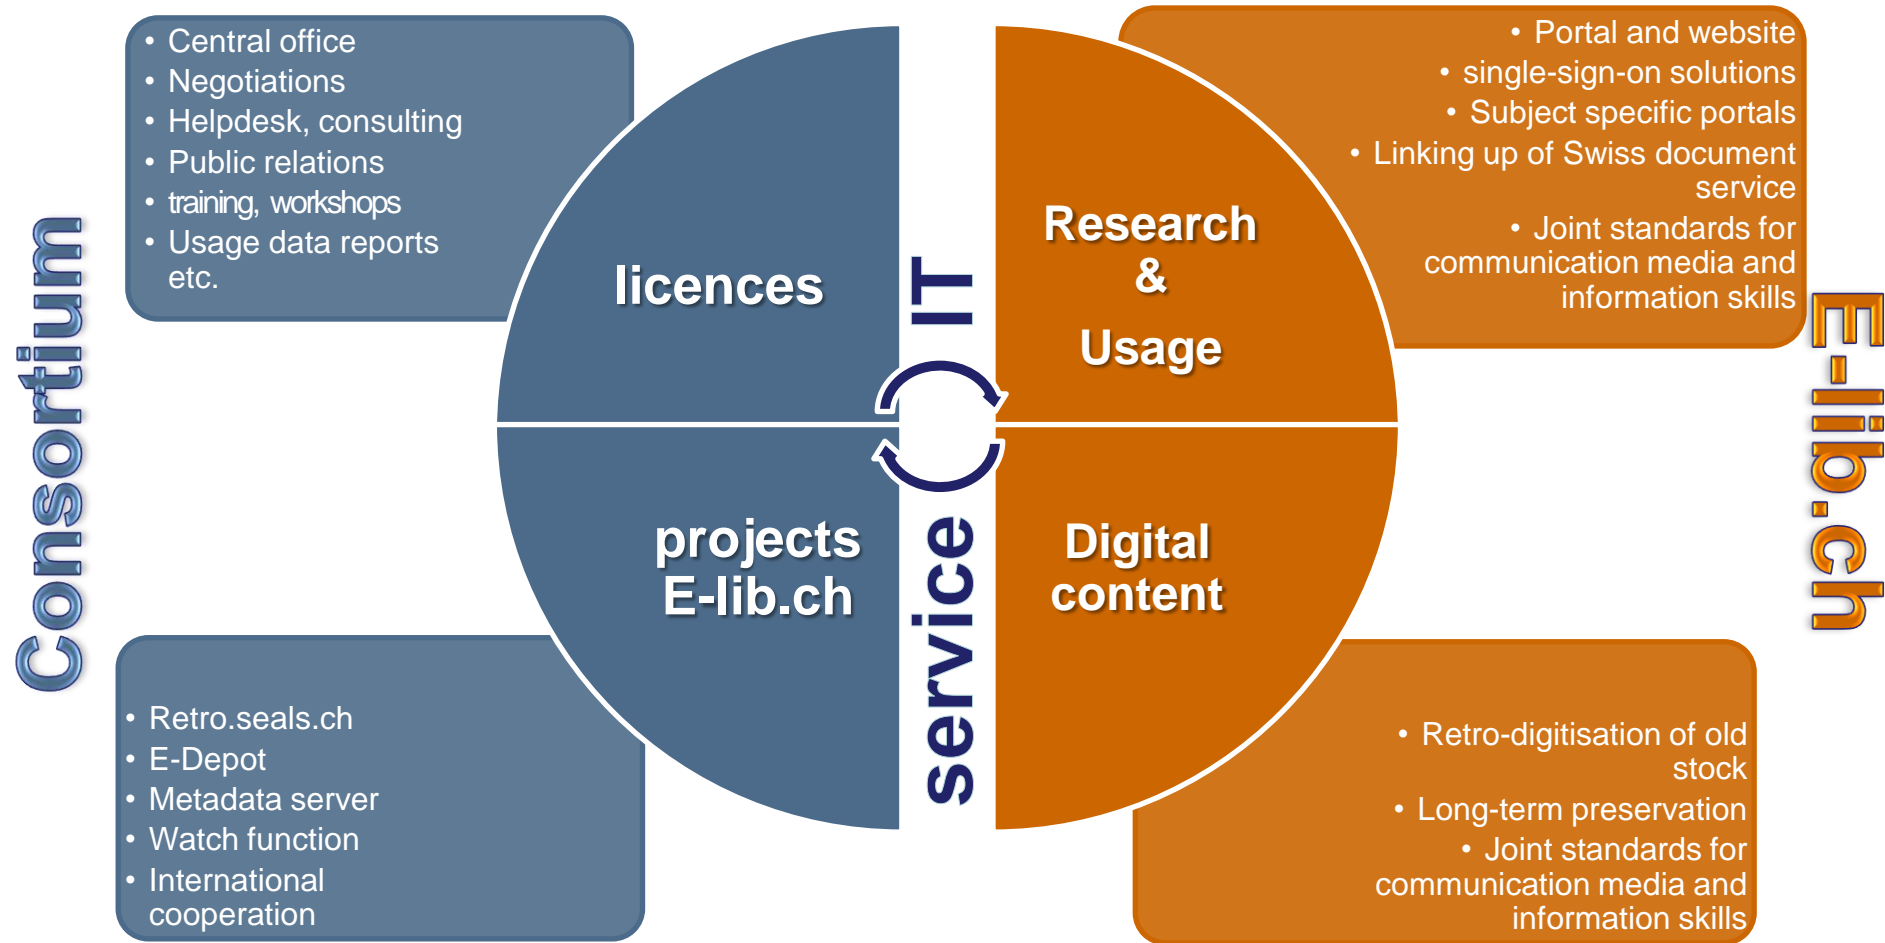 Consortium
• Central office
• Negotiations
• Helpdesk, consulting
• Public relations
• training, workshops
• Usage data reports
etc.
licences
• Retro.seals.ch
• E-Depot
• Metadata server
• Watch function
• International
cooperation
projects
E-lib.ch
IT
service
Research
&
Usage
• Portal and website
• single-sign-on solutions
• Subject specific portals
• Linking up of Swiss document
service
• Joint standards for
communication media and
information skills
Digital
content
• Retro-digitisation of old
stock
• Long-term preservation
• Joint standards for
communication media and
information skills
E-lib.ch